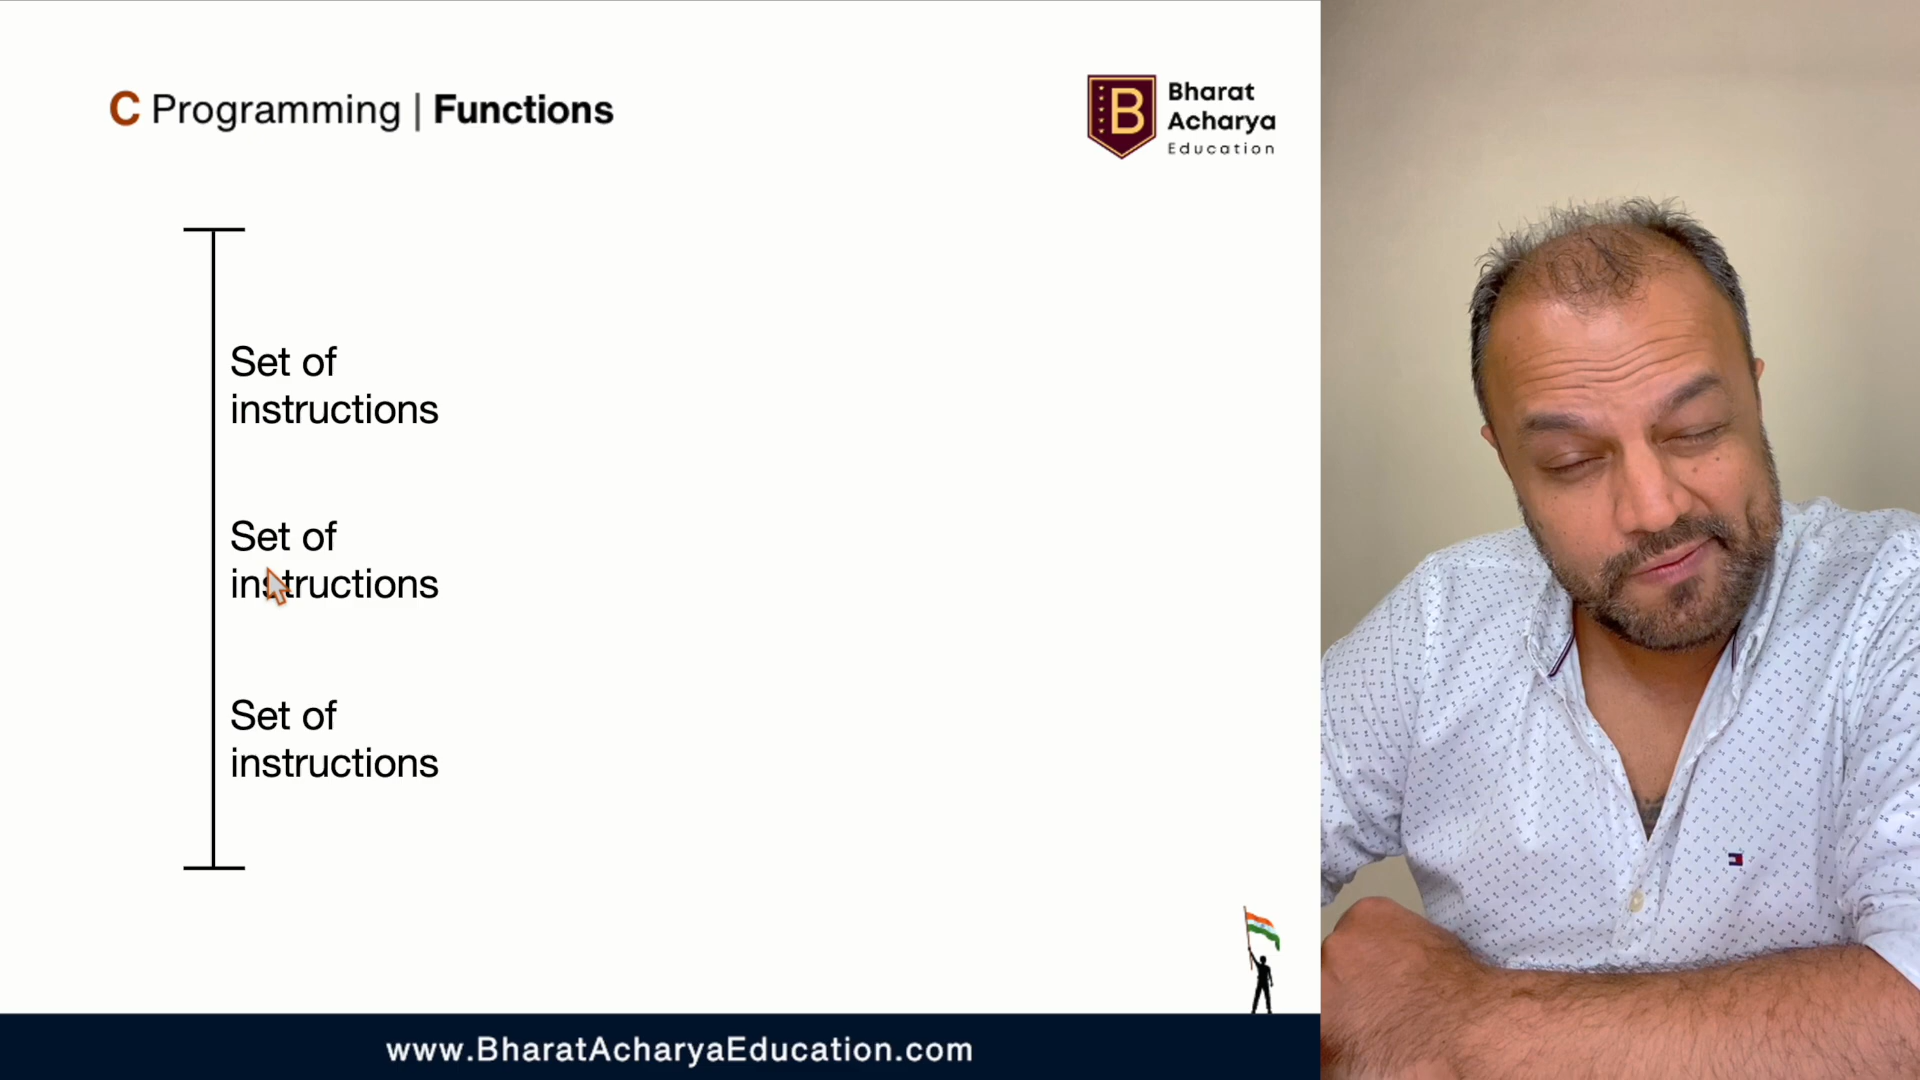 C Programming | Functions
Bharat
Acharya
Education
Set of
instructions
Set of
instructions
Set of
instructions
www.BharatAcharyaEducation.com